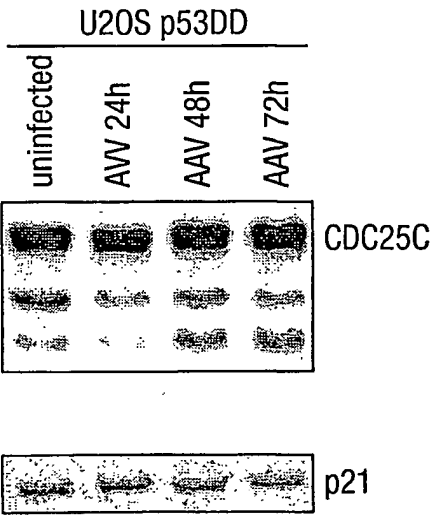 U2OS p53DD
uninfected
AVV 24h
AAV 48h
AAV 72h
CDC25C
p21